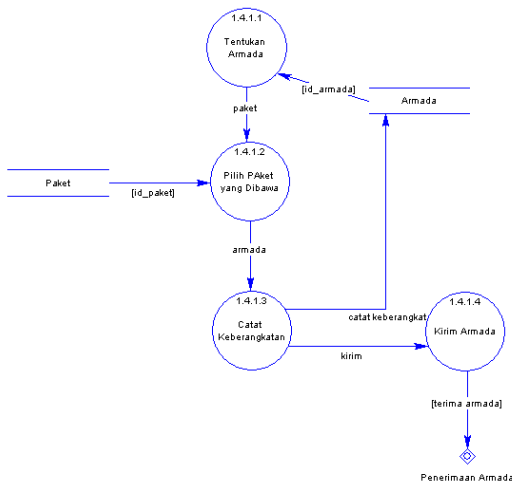 1.4.1.1
Tentukan
Armada
[id_armada]
Armada
paket
1.4.1.2
Pilih PAket
yang Dibawa
Paket
[id_paket]
armada
1.4.1.3
Catat
Keberangkatan
catat keberangkat
kirim
1.4.1.4
Kirim Armada
[terima armada]
Penerimaan Armada